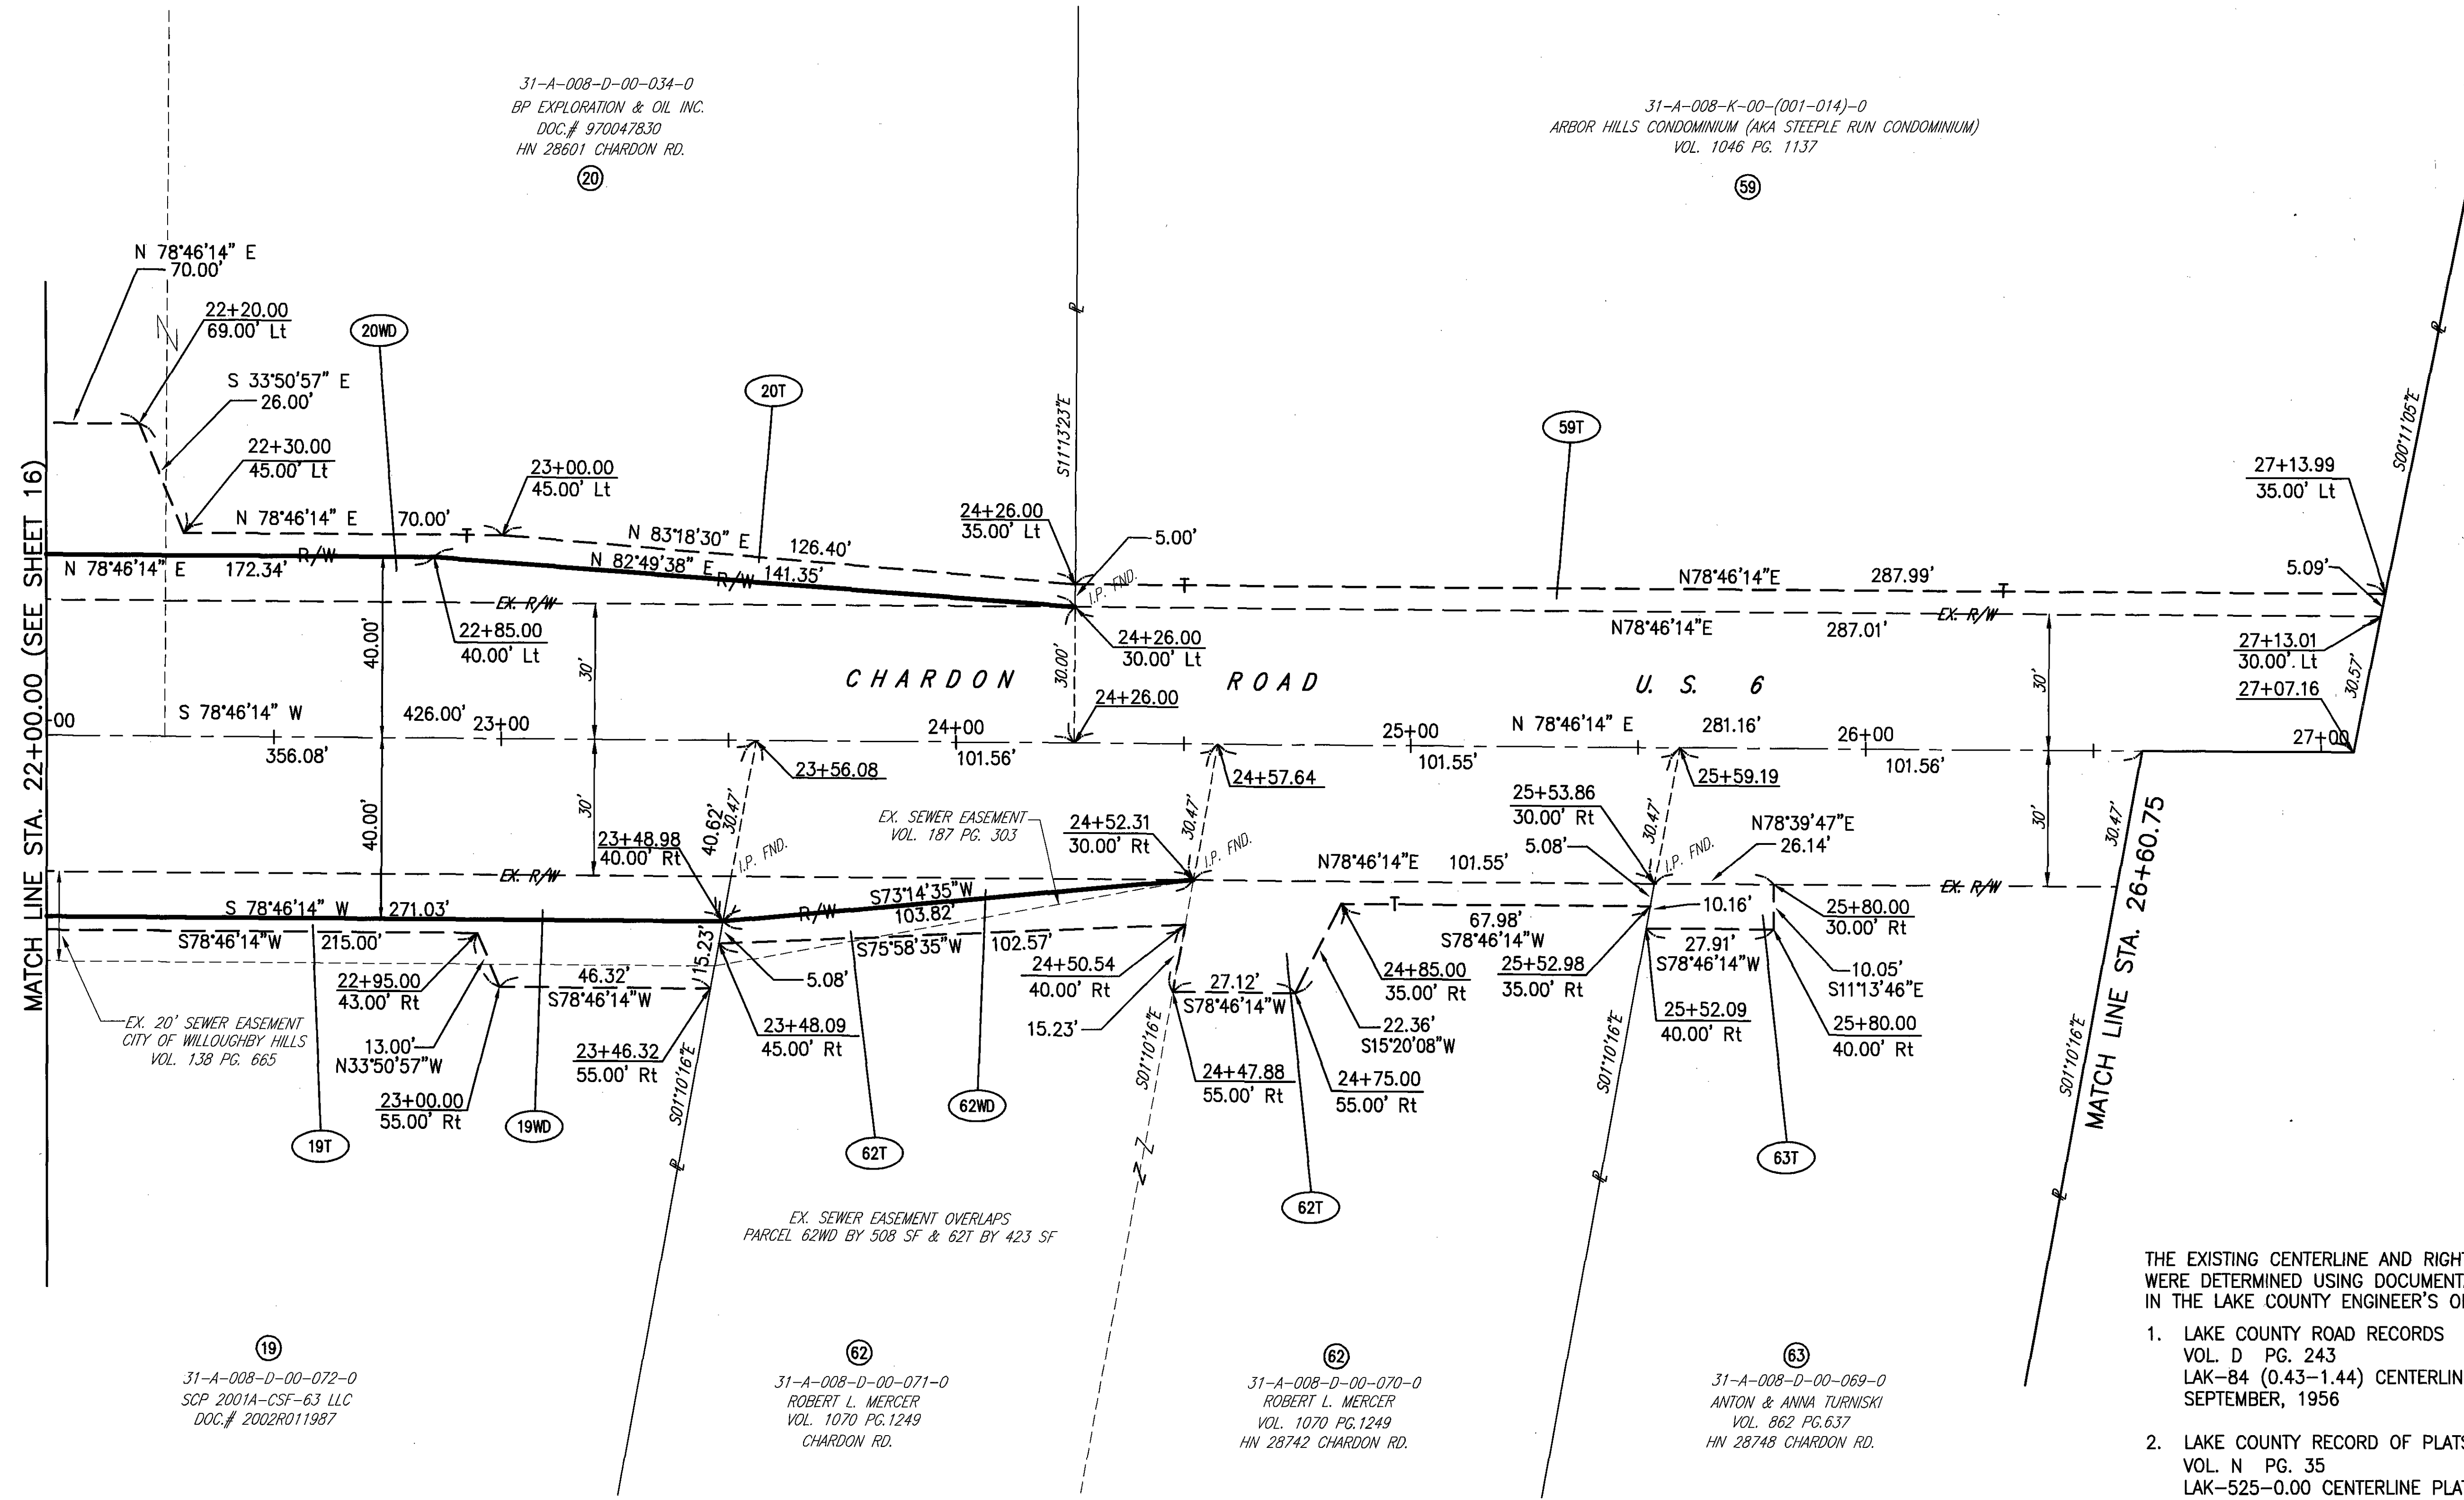 31-A-008-D-00-034-0
BP EXPLORATION & OIL INC.
DOC.# 970047830
HN 28601 CHARDON RD.
20
31-A-008-K-00-(001-014)-0
ARBOR HILLS CONDOMINIUM (AKA STEEPLE RUN CONDOMINIUM)
VOL. 1046 PG. 1137
59
N 78°46'14" E
70.00'
22+20.00
69.00' Lt
20WD
S 33°50'57" E
26.00'
22+30.00
45.00' Lt
20T
23+00.00
45.00' Lt
S11°13'23"E
59T
S00°11'05"E
27+13.99
35.00' Lt
24+26.00
35.00' Lt
5.00'
I.P. FND.
N 78°46'14" E 70.00' T
N 83°18'30" E 126.40'
R/W
N 78°46'14" E 172.34'
N 82°49'38" E 141.35'
R/W
T
N78°46'14"E 287.99' T
5.09'
EX. R/W
EX. R/W
N78°46'14"E 287.01'
22+85.00
40.00' Lt
24+26.00
30.00' Lt
27+13.01
30.00' Lt
30.57'
27+07.16
40.00'
30'
30.00'
30'
CHARDON ROAD U. S. 6
24+26.00
00
S 78°46'14" W 426.00'
23+00
24+00
25+00
N 78°46'14" E 281.16'
26+00
27+00
356.08'
101.56'
101.55'
101.56'
23+56.08
24+57.64
25+59.19
MATCH LINE STA. 22+00.00 (SEE SHEET 16)
40.00'
30'
40.62'
30.47'
I.P. FND.
23+48.98
40.00' Rt
EX. SEWER EASEMENT
VOL. 187 PG. 303
24+52.31
30.00' Rt
30.47'
I.P. FND.
25+53.86
30.00' Rt
30.47'
I.P. FND.
5.08'
N78°39'47"E
26.14'
30'
30.47'
MATCH LINE STA. 26+60.75
EX. R/W
N78°46'14"E 101.55'
EX. R/W
S 78°46'14" W 271.03'
S78°46'14"W 215.00'
R/W
S73°14'35"W
103.82'
S75°58'35"W 102.57'
T
67.98'
S78°46'14"W
10.16'
25+80.00
30.00' Rt
27.91'
S78°46'14"W
10.05'
S11°13'46"E
22+95.00
43.00' Rt
46.32'
S78°46'14"W
15.23'
5.08'
24+50.54
40.00' Rt
27.12'
S78°46'14"W
24+85.00
35.00' Rt
25+52.98
35.00' Rt
25+52.09
40.00' Rt
25+80.00
40.00' Rt
EX. 20' SEWER EASEMENT
CITY OF WILLOUGHBY HILLS
VOL. 138 PG. 665
13.00'
N33°50'57"W
23+00.00
55.00' Rt
23+46.32
55.00' Rt
23+48.09
45.00' Rt
15.23'
22.36'
S15°20'08"W
24+47.88
55.00' Rt
24+75.00
55.00' Rt
S01°10'16"E
S01°10'16"E
S01°10'16"E
S01°10'16"E
19T
19WD
62T
62WD
62T
63T
EX. SEWER EASEMENT OVERLAPS
PARCEL 62WD BY 508 SF & 62T BY 423 SF
19
31-A-008-D-00-072-0
SCP 2001A-CSF-63 LLC
DOC.# 2002R011987
62
31-A-008-D-00-071-0
ROBERT L. MERCER
VOL. 1070 PG.1249
CHARDON RD.
62
31-A-008-D-00-070-0
ROBERT L. MERCER
VOL. 1070 PG.1249
HN 28742 CHARDON RD.
63
31-A-008-D-00-069-0
ANTON & ANNA TURNISKI
VOL. 862 PG.637
HN 28748 CHARDON RD.
THE EXISTING CENTERLINE AND RIGHT
WERE DETERMINED USING DOCUMENT
IN THE LAKE COUNTY ENGINEER'S
1. LAKE COUNTY ROAD RECORDS
VOL. D PG. 243
LAK-84 (0.43-1.44) CENTERLIN
SEPTEMBER, 1956
2. LAKE COUNTY RECORD OF PLATS
VOL. N PG. 35
LAK-525-0.00 CENTERLINE PLA